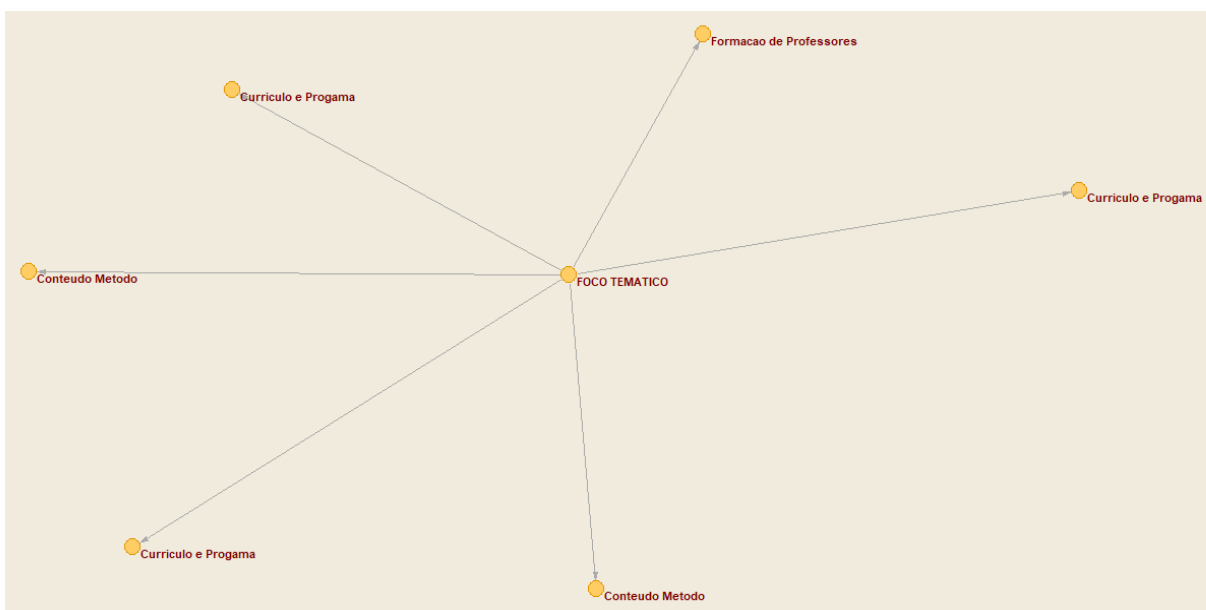 Formacao de Professores
Curriculo e Progama
Curriculo e Progama
Conteudo Metodo
FOCO TEMATICO
Curriculo e Progama
Conteudo Metodo